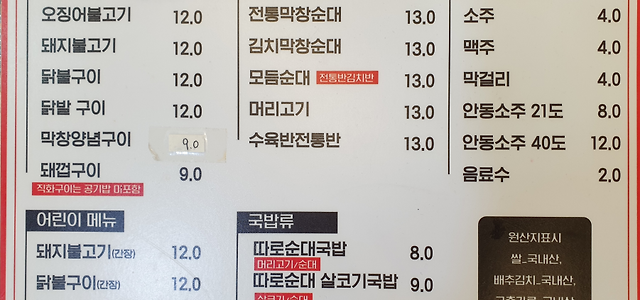 오징어불고기 12.0
돼지불고기 12.0
닭불구이 12.0
닭발 구이 12.0
막창양념구이 9.0
돼껍구이 9.0
직화구이는 공기밥 미포함
어린이 메뉴
돼지불고기(간장) 12.0
닭불구이(간장) 12.0
전통막창순대 13.0
김치막창순대 13.0
모듬순대 전통반김치반 13.0
머리고기 13.0
수육반전통반 13.0
국밥류
따로순대국밥 8.0
머리고기/순대
따로순대 살코기국밥 9.0
살코기/순대
소주 4.0
맥주 4.0
막걸리 4.0
안동소주 21도 8.0
안동소주 40도 12.0
음료수 2.0
원산지표시
쌀_국내산,
배추김치_국내산,